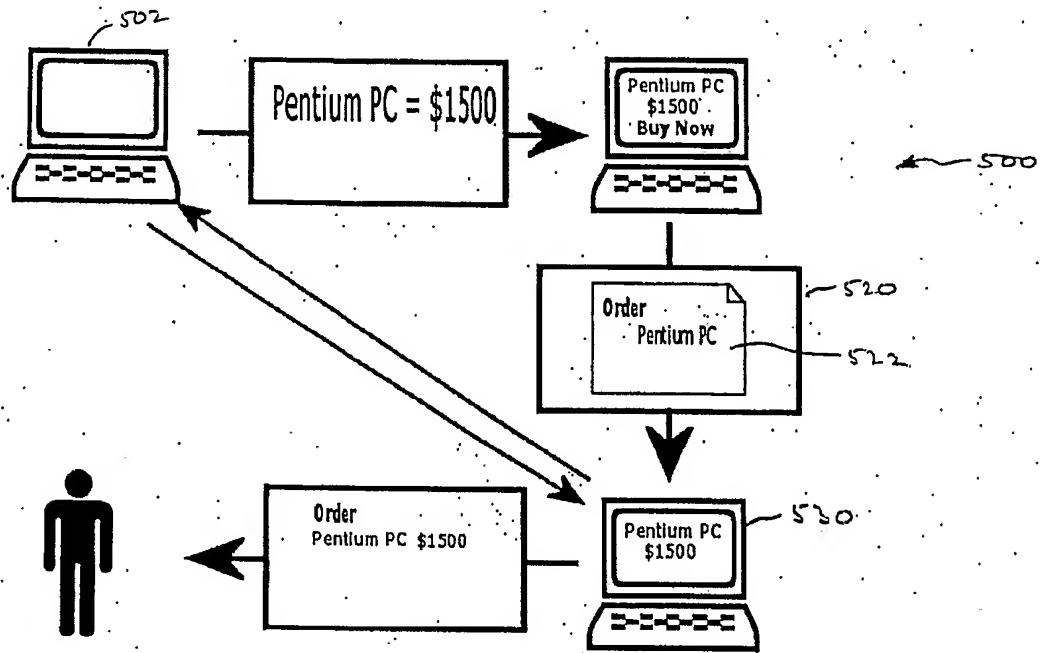 502
Pentium PC = $1500
Pentium PC
$1500
Buy Now
500
520
Order
Pentium PC
522
Order
Pentium PC $1500
Pentium PC
$1500
530